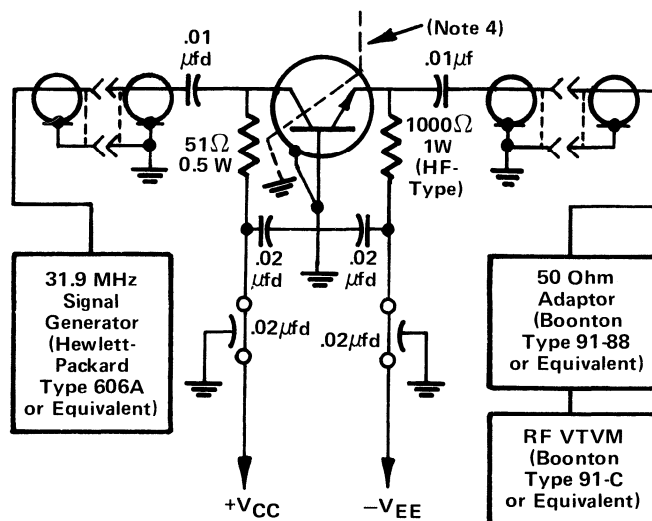 (Note 4)
.01
μfd
.01μf
51Ω
0.5 W
1000Ω
1W
(HF-
Type)
.02
μfd
.02
μfd
.02μfd
.02μfd
31.9 MHz
Signal
Generator
(Hewlett-
Packard
Type 606A
or Equivalent)
50 Ohm
Adaptor
(Boonton
Type 91-88
or Equivalent)
RF VTVM
(Boonton
Type 91-C
or Equivalent)
+VCC
−VEE